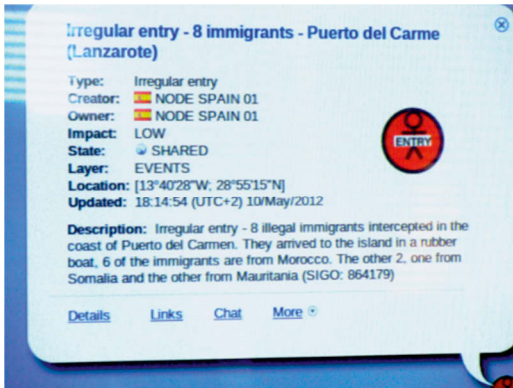 Irregular entry - 8 immigrants - Puerto del Carme
(Lanzarote)
Type: Irregular entry
Creator: NODE SPAIN 01
Owner: NODE SPAIN 01
Impact: LOW
State: SHARED
Layer: EVENTS
Location: [13°40'28"W; 28°55'15"N]
Updated: 18:14:54 (UTC+2) 10/May/2012
ENTRY
Description: Irregular entry - 8 illegal immigrants intercepted in the
coast of Puerto del Carmen. They arrived to the island in a rubber
boat, 6 of the immigrants are from Morocco. The other 2, one from
Somalia and the other from Mauritania (SIGO: 864179)
Details Links Chat More